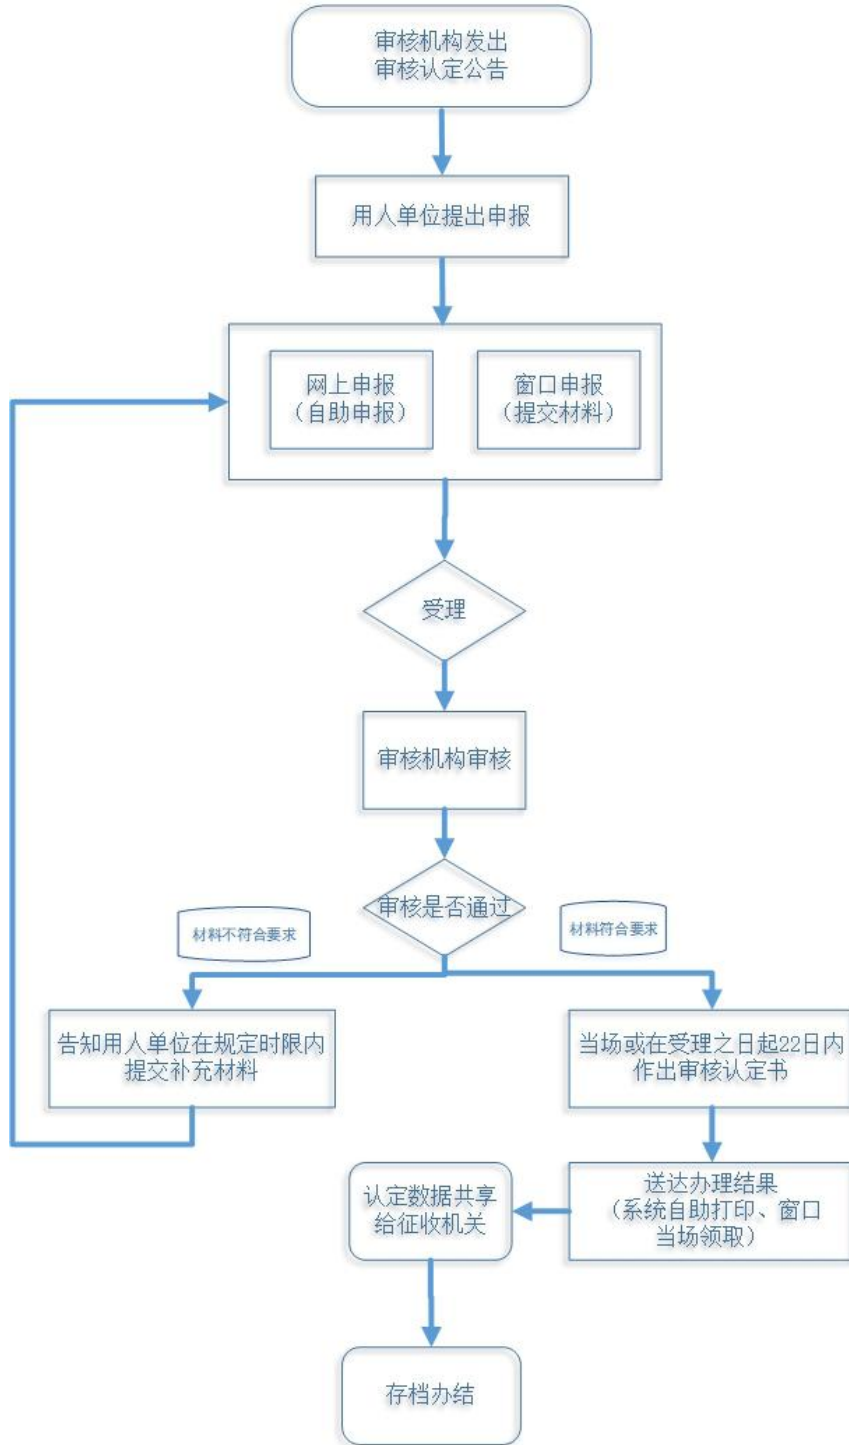 审核机构发出
审核认定公告
用人单位提出申报
网上申报
（自助申报）
窗口申报
（提交材料）
受理
审核机构审核
审核是否通过
材料不符合要求
材料符合要求
告知用人单位在规定时限内
提交补充材料
当场或在受理之日起22日内
作出审核认定书
认定数据共享
给征收机关
送达办理结果
（系统自助打印、窗口
当场领取）
存档办结